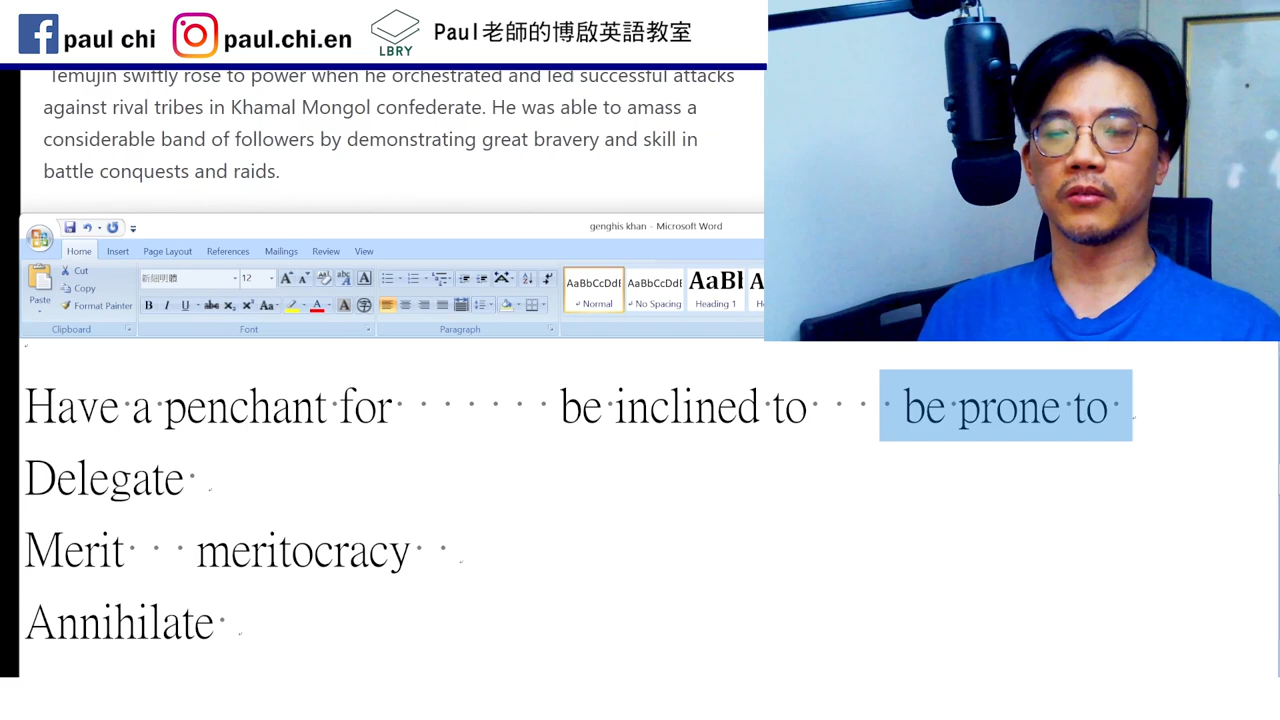 paul chi paul.chi.en LBRY Paul老師的博啟英語教室
Temujin swiftly rose to power when he orchestrated and led successful attacks
against rival tribes in Khamal Mongol confederate. He was able to amass a
considerable band of followers by demonstrating great bravery and skill in
battle conquests and raids.
genghis khan - Microsoft Word
Home Insert Page Layout References Mailings Review View
Cut
Copy
Format Painter
Paste
新細明體 12
AaBbCcDdE AaBbCcDdE AaBl A
Normal No Spacing Heading 1 He
Clipboard Font Paragraph
Have a penchant for be inclined to be prone to
Delegate
Merit meritocracy
Annihilate